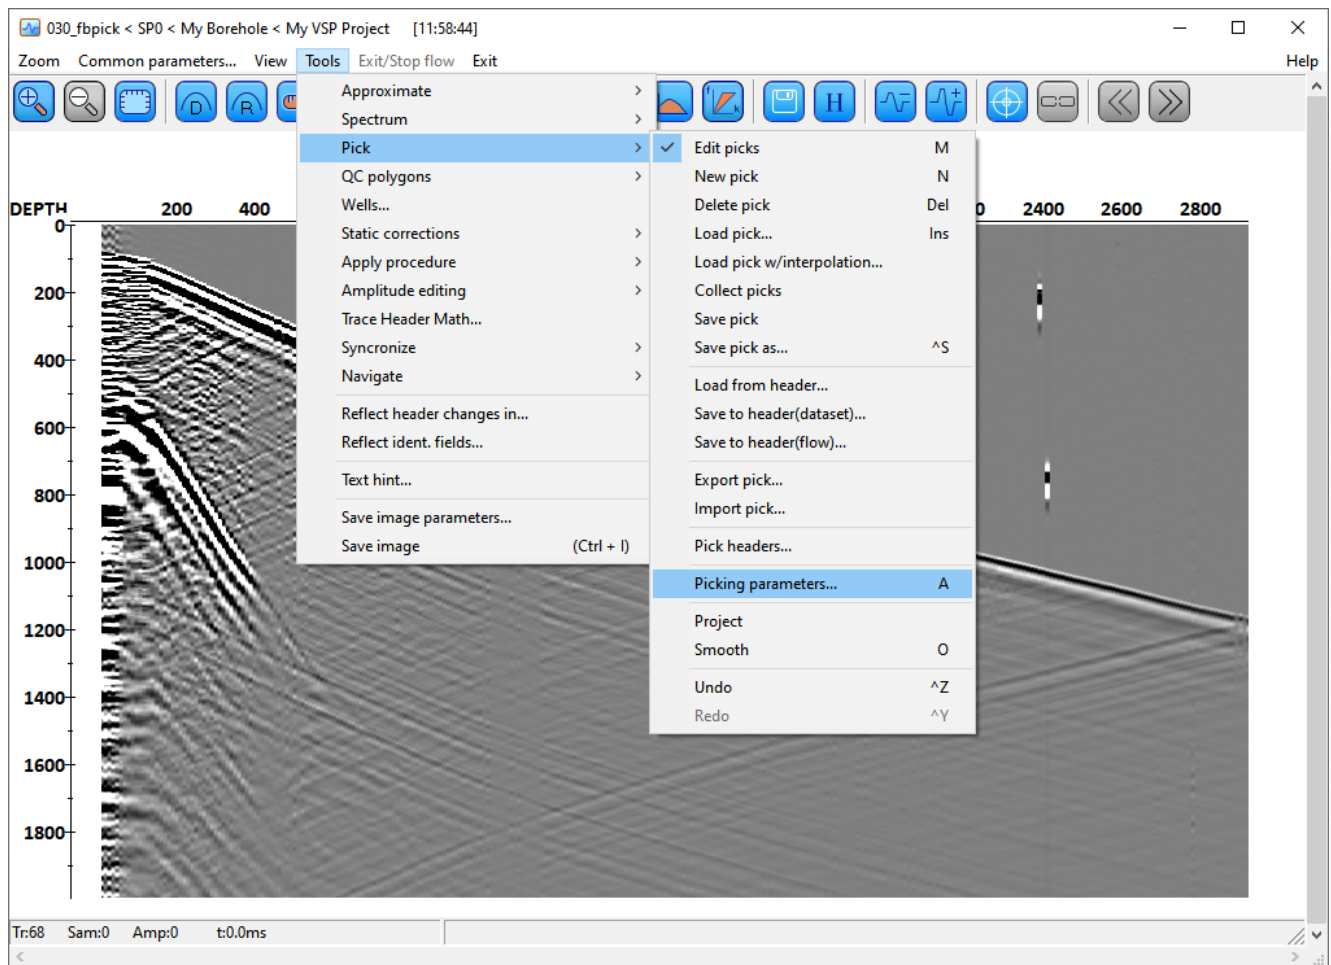 030_fbpick < SP0 < My Borehole < My VSP Project [11:58:44]
Zoom Common parameters... View Tools Exit/Stop flow Exit Help
D R H f k
Approximate
Spectrum
Pick
QC polygons
Wells...
Static corrections
Apply procedure
Amplitude editing
Trace Header Math...
Syncronize
Navigate
Reflect header changes in...
Reflect ident. fields...
Text hint...
Save image parameters...
Save image (Ctrl + I)
Edit picks M
New pick N
Delete pick Del
Load pick... Ins
Load pick w/interpolation...
Collect picks
Save pick
Save pick as... ^S
Load from header...
Save to header(dataset)...
Save to header(flow)...
Export pick...
Import pick...
Pick headers...
Picking parameters... A
Project
Smooth O
Undo ^Z
Redo ^Y
DEPTH 200 400 0 2400 2600 2800
0
200
400
600
800
1000
1200
1400
1600
1800
Tr:68 Sam:0 Amp:0 t:0.0ms